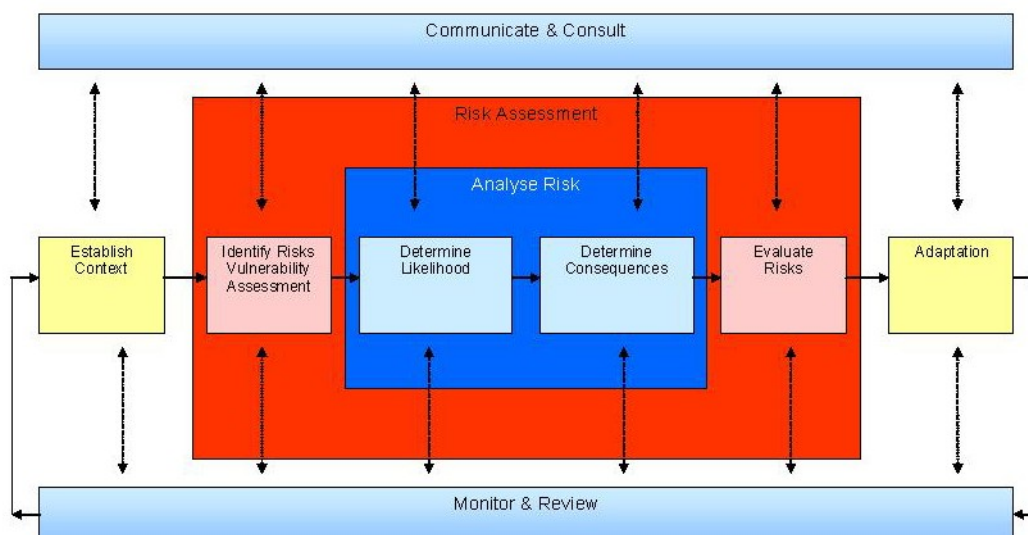 Communicate & Consult
Risk Assessment
Analyse Risk
Establish
Context
Identify Risks
Vulnerability
Assessment
Determine
Likelihood
Determine
Consequences
Evaluate
Risks
Adaptation
Monitor & Review